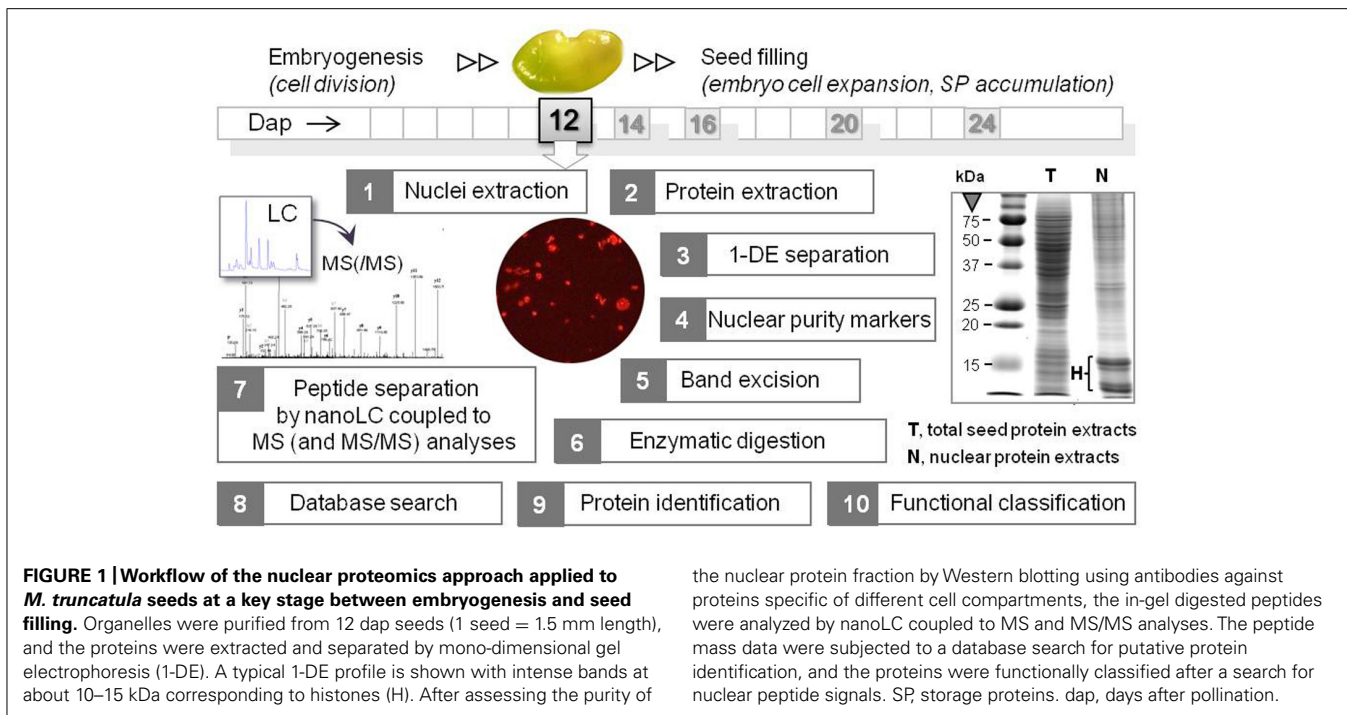 Embryogenesis
(cell division)
Seed filling
(embryo cell expansion, SP accumulation)
Dap →
12
14
16
20
24
1 Nuclei extraction
2 Protein extraction
LC
MS(/MS)
3 1-DE separation
4 Nuclear purity markers
5 Band excision
6 Enzymatic digestion
7 Peptide separation
by nanoLC coupled to
MS (and MS/MS) analyses
kDa T N
75
50
37
25
20
15
H
T, total seed protein extracts
N, nuclear protein extracts
8 Database search
9 Protein identification
10 Functional classification
FIGURE 1 | Workflow of the nuclear proteomics approach applied to
M. truncatula seeds at a key stage between embryogenesis and seed
filling. Organelles were purified from 12 dap seeds (1 seed = 1.5 mm length),
and the proteins were extracted and separated by mono-dimensional gel
electrophoresis (1-DE). A typical 1-DE profile is shown with intense bands at
about 10–15 kDa corresponding to histones (H). After assessing the purity of
the nuclear protein fraction by Western blotting using antibodies against
proteins specific of different cell compartments, the in-gel digested peptides
were analyzed by nanoLC coupled to MS and MS/MS analyses. The peptide
mass data were subjected to a database search for putative protein
identification, and the proteins were functionally classified after a search for
nuclear peptide signals. SP, storage proteins. dap, days after pollination.